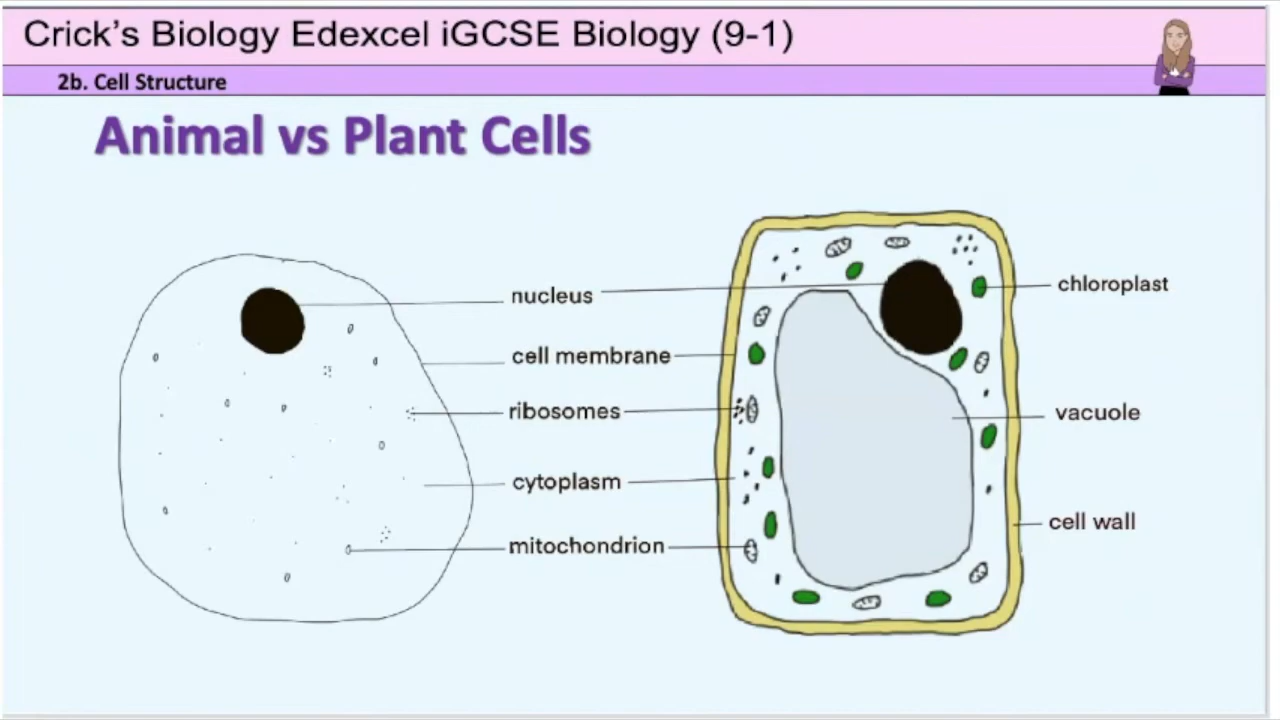 Crick's Biology Edexcel iGCSE Biology (9-1)
2b. Cell Structure
Animal vs Plant Cells
nucleus
cell membrane
ribosomes
cytoplasm
mitochondrion
chloroplast
vacuole
cell wall